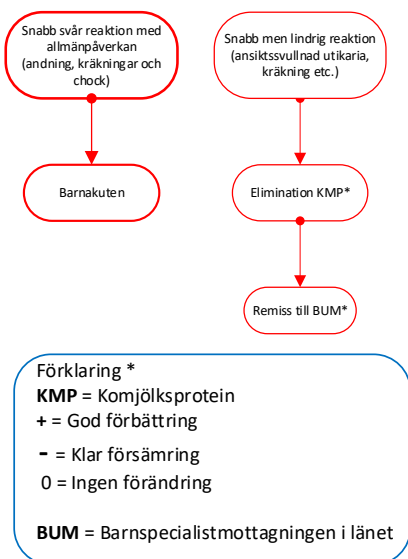 Snabb svår reaktion med
allmänpåverkan
(andning, kräkningar och
chock)
Barnakuten
Snabb men lindrig reaktion
(ansiktssvullnad utikaria,
kräkning etc.)
Elimination KMP*
Remiss till BUM*
Förklaring *
KMP = Komjölksprotein
+ = God förbättring
- = Klar försämring
0 = Ingen förändring
BUM = Barnspecialistmottagningen i länet